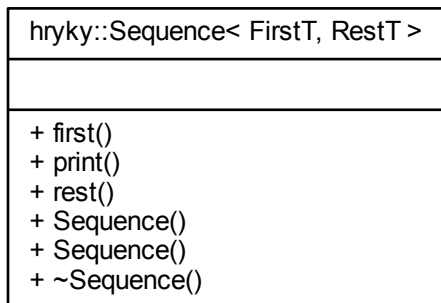 hryky::Sequence< FirstT, RestT >
+ first()
+ print()
+ rest()
+ Sequence()
+ Sequence()
+ ~Sequence()